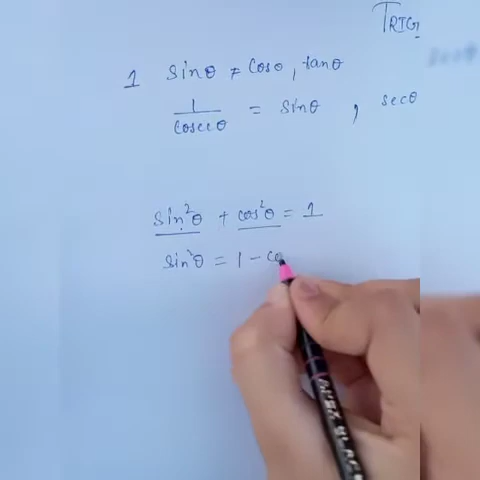 TRIG
1 sinθ = cosθ, tanθ
1/cosecθ = sinθ, secθ
sin²θ + cos²θ = 1
sin²θ = 1 - co